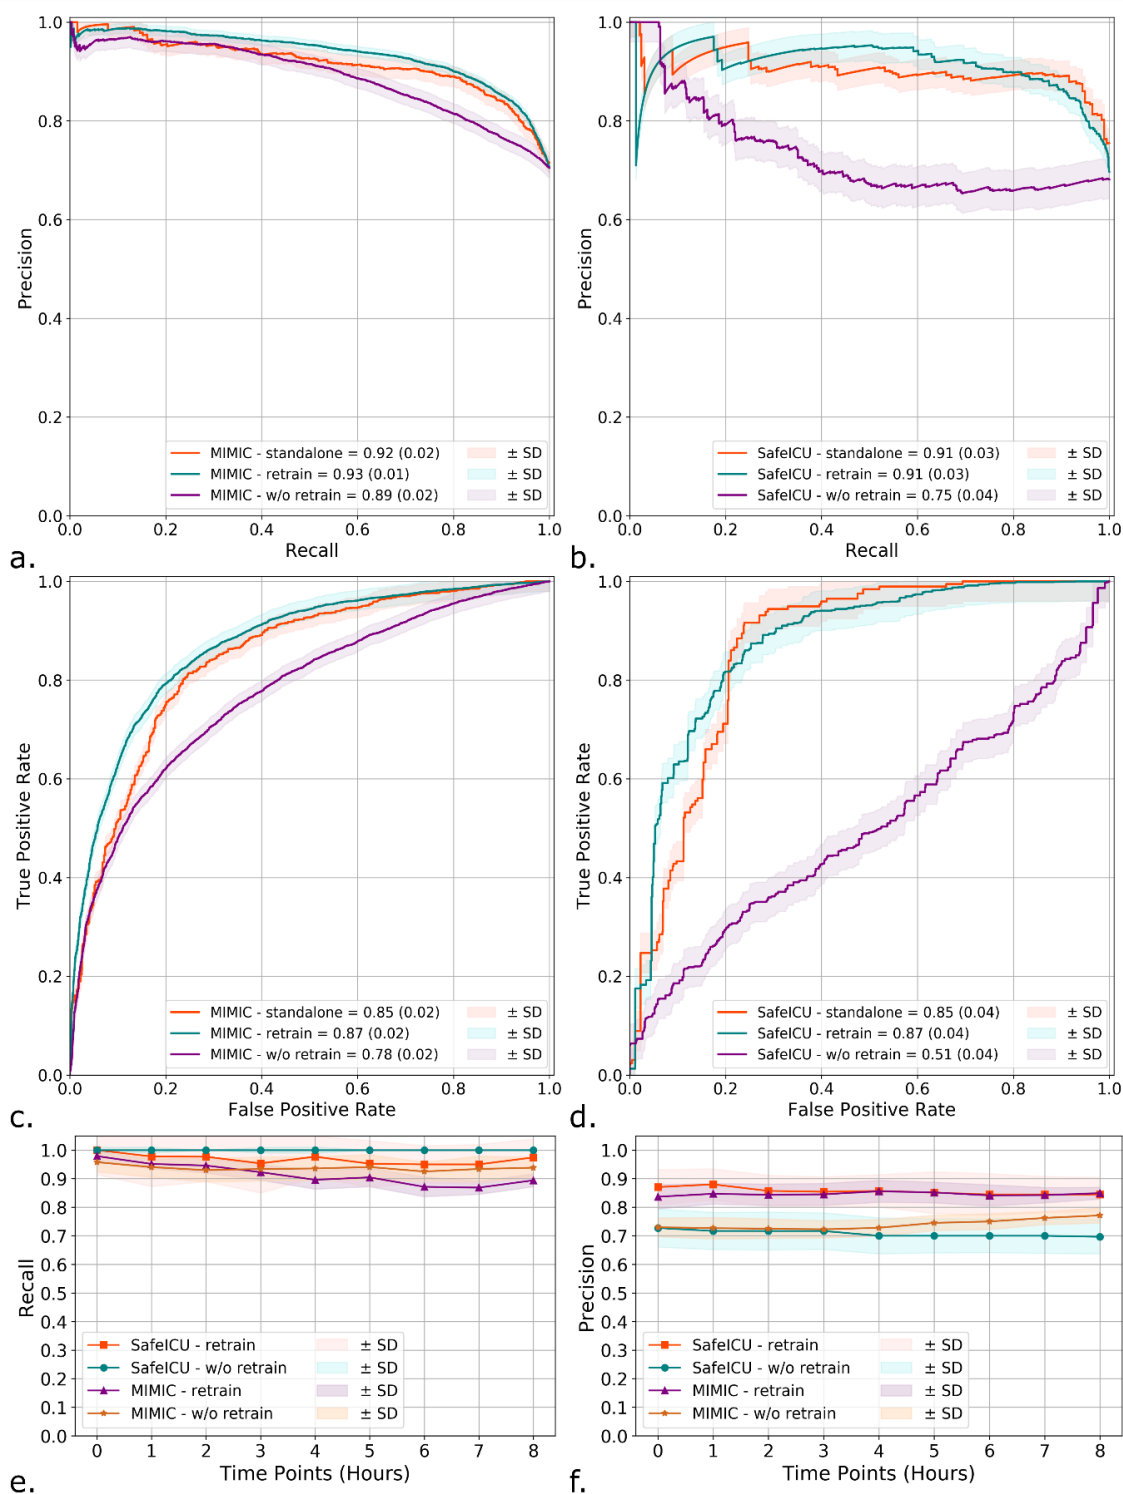 1.0
0.8
0.6
0.4
0.2
0.0
Precision
0.0 0.2 0.4 0.6 0.8 1.0
Recall
MIMIC - standalone = 0.92 (0.02) ± SD
MIMIC - retrain = 0.93 (0.01) ± SD
MIMIC - w/o retrain = 0.89 (0.02) ± SD
a.
1.0
0.8
0.6
0.4
0.2
0.0
Precision
0.0 0.2 0.4 0.6 0.8 1.0
Recall
SafeICU - standalone = 0.91 (0.03) ± SD
SafeICU - retrain = 0.91 (0.03) ± SD
SafeICU - w/o retrain = 0.75 (0.04) ± SD
b.
1.0
0.8
0.6
0.4
0.2
0.0
True Positive Rate
0.0 0.2 0.4 0.6 0.8 1.0
False Positive Rate
MIMIC - standalone = 0.85 (0.02) ± SD
MIMIC - retrain = 0.87 (0.02) ± SD
MIMIC - w/o retrain = 0.78 (0.02) ± SD
c.
1.0
0.8
0.6
0.4
0.2
0.0
True Positive Rate
0.0 0.2 0.4 0.6 0.8 1.0
False Positive Rate
SafeICU - standalone = 0.85 (0.04) ± SD
SafeICU - retrain = 0.87 (0.04) ± SD
SafeICU - w/o retrain = 0.51 (0.04) ± SD
d.
1.0
0.9
0.8
0.7
0.6
0.5
0.4
0.3
0.2
0.1
0.0
Recall
SafeICU - retrain ± SD
SafeICU - w/o retrain ± SD
MIMIC - retrain ± SD
MIMIC - w/o retrain ± SD
0 1 2 3 4 5 6 7 8
Time Points (Hours)
e.
1.0
0.9
0.8
0.7
0.6
0.5
0.4
0.3
0.2
0.1
0.0
Precision
SafeICU - retrain ± SD
SafeICU - w/o retrain ± SD
MIMIC - retrain ± SD
MIMIC - w/o retrain ± SD
0 1 2 3 4 5 6 7 8
Time Points (Hours)
f.